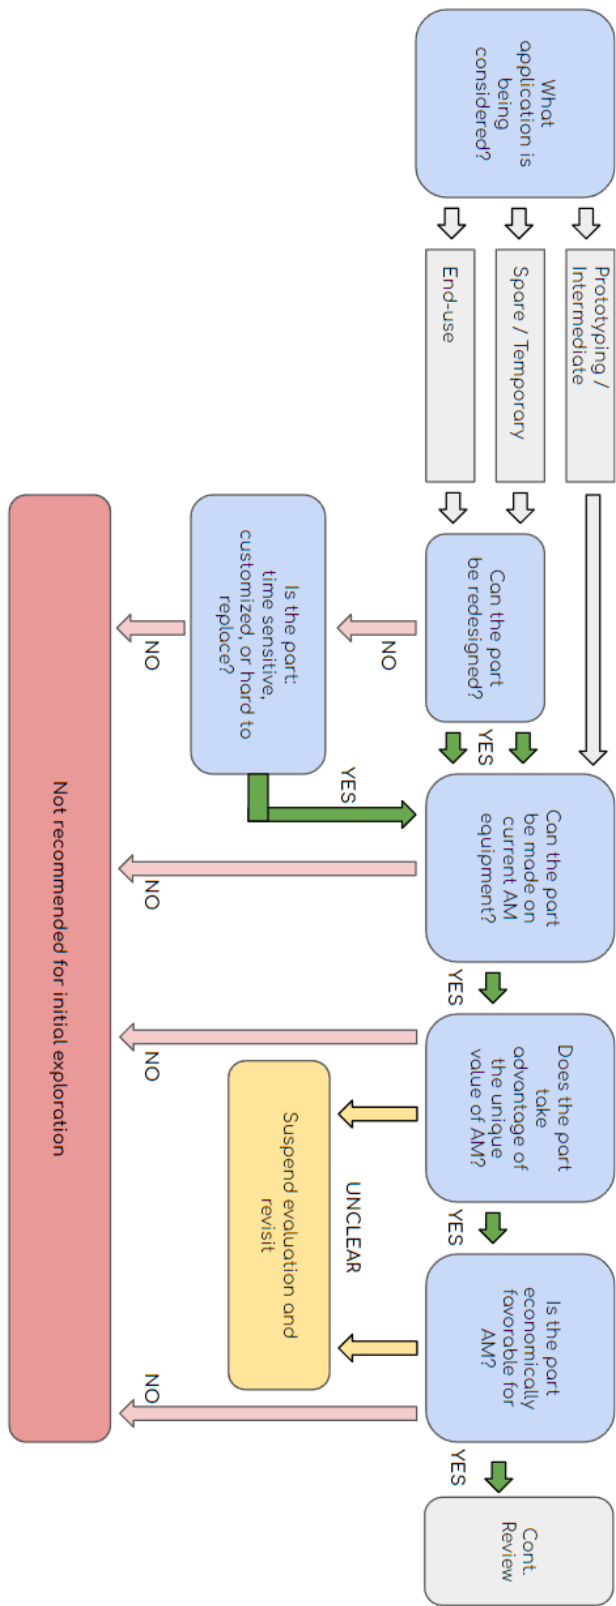 What
application is
being
considered?
Prototyping /
Intermediate
Spare / Temporary
End-use
Can the part
be redesigned?
YES
NO
Is the part:
time sensitive,
customized, or hard to
replace?
YES
NO
Can the part
be made on
current AM
equipment?
YES
NO
Does the part
take
advantage of
the unique
value of AM?
YES
NO
UNCLEAR
Suspend evaluation and
revisit
Is the part
economically
favorable for
AM?
YES
NO
Cont.
Review
Not recommended for initial exploration